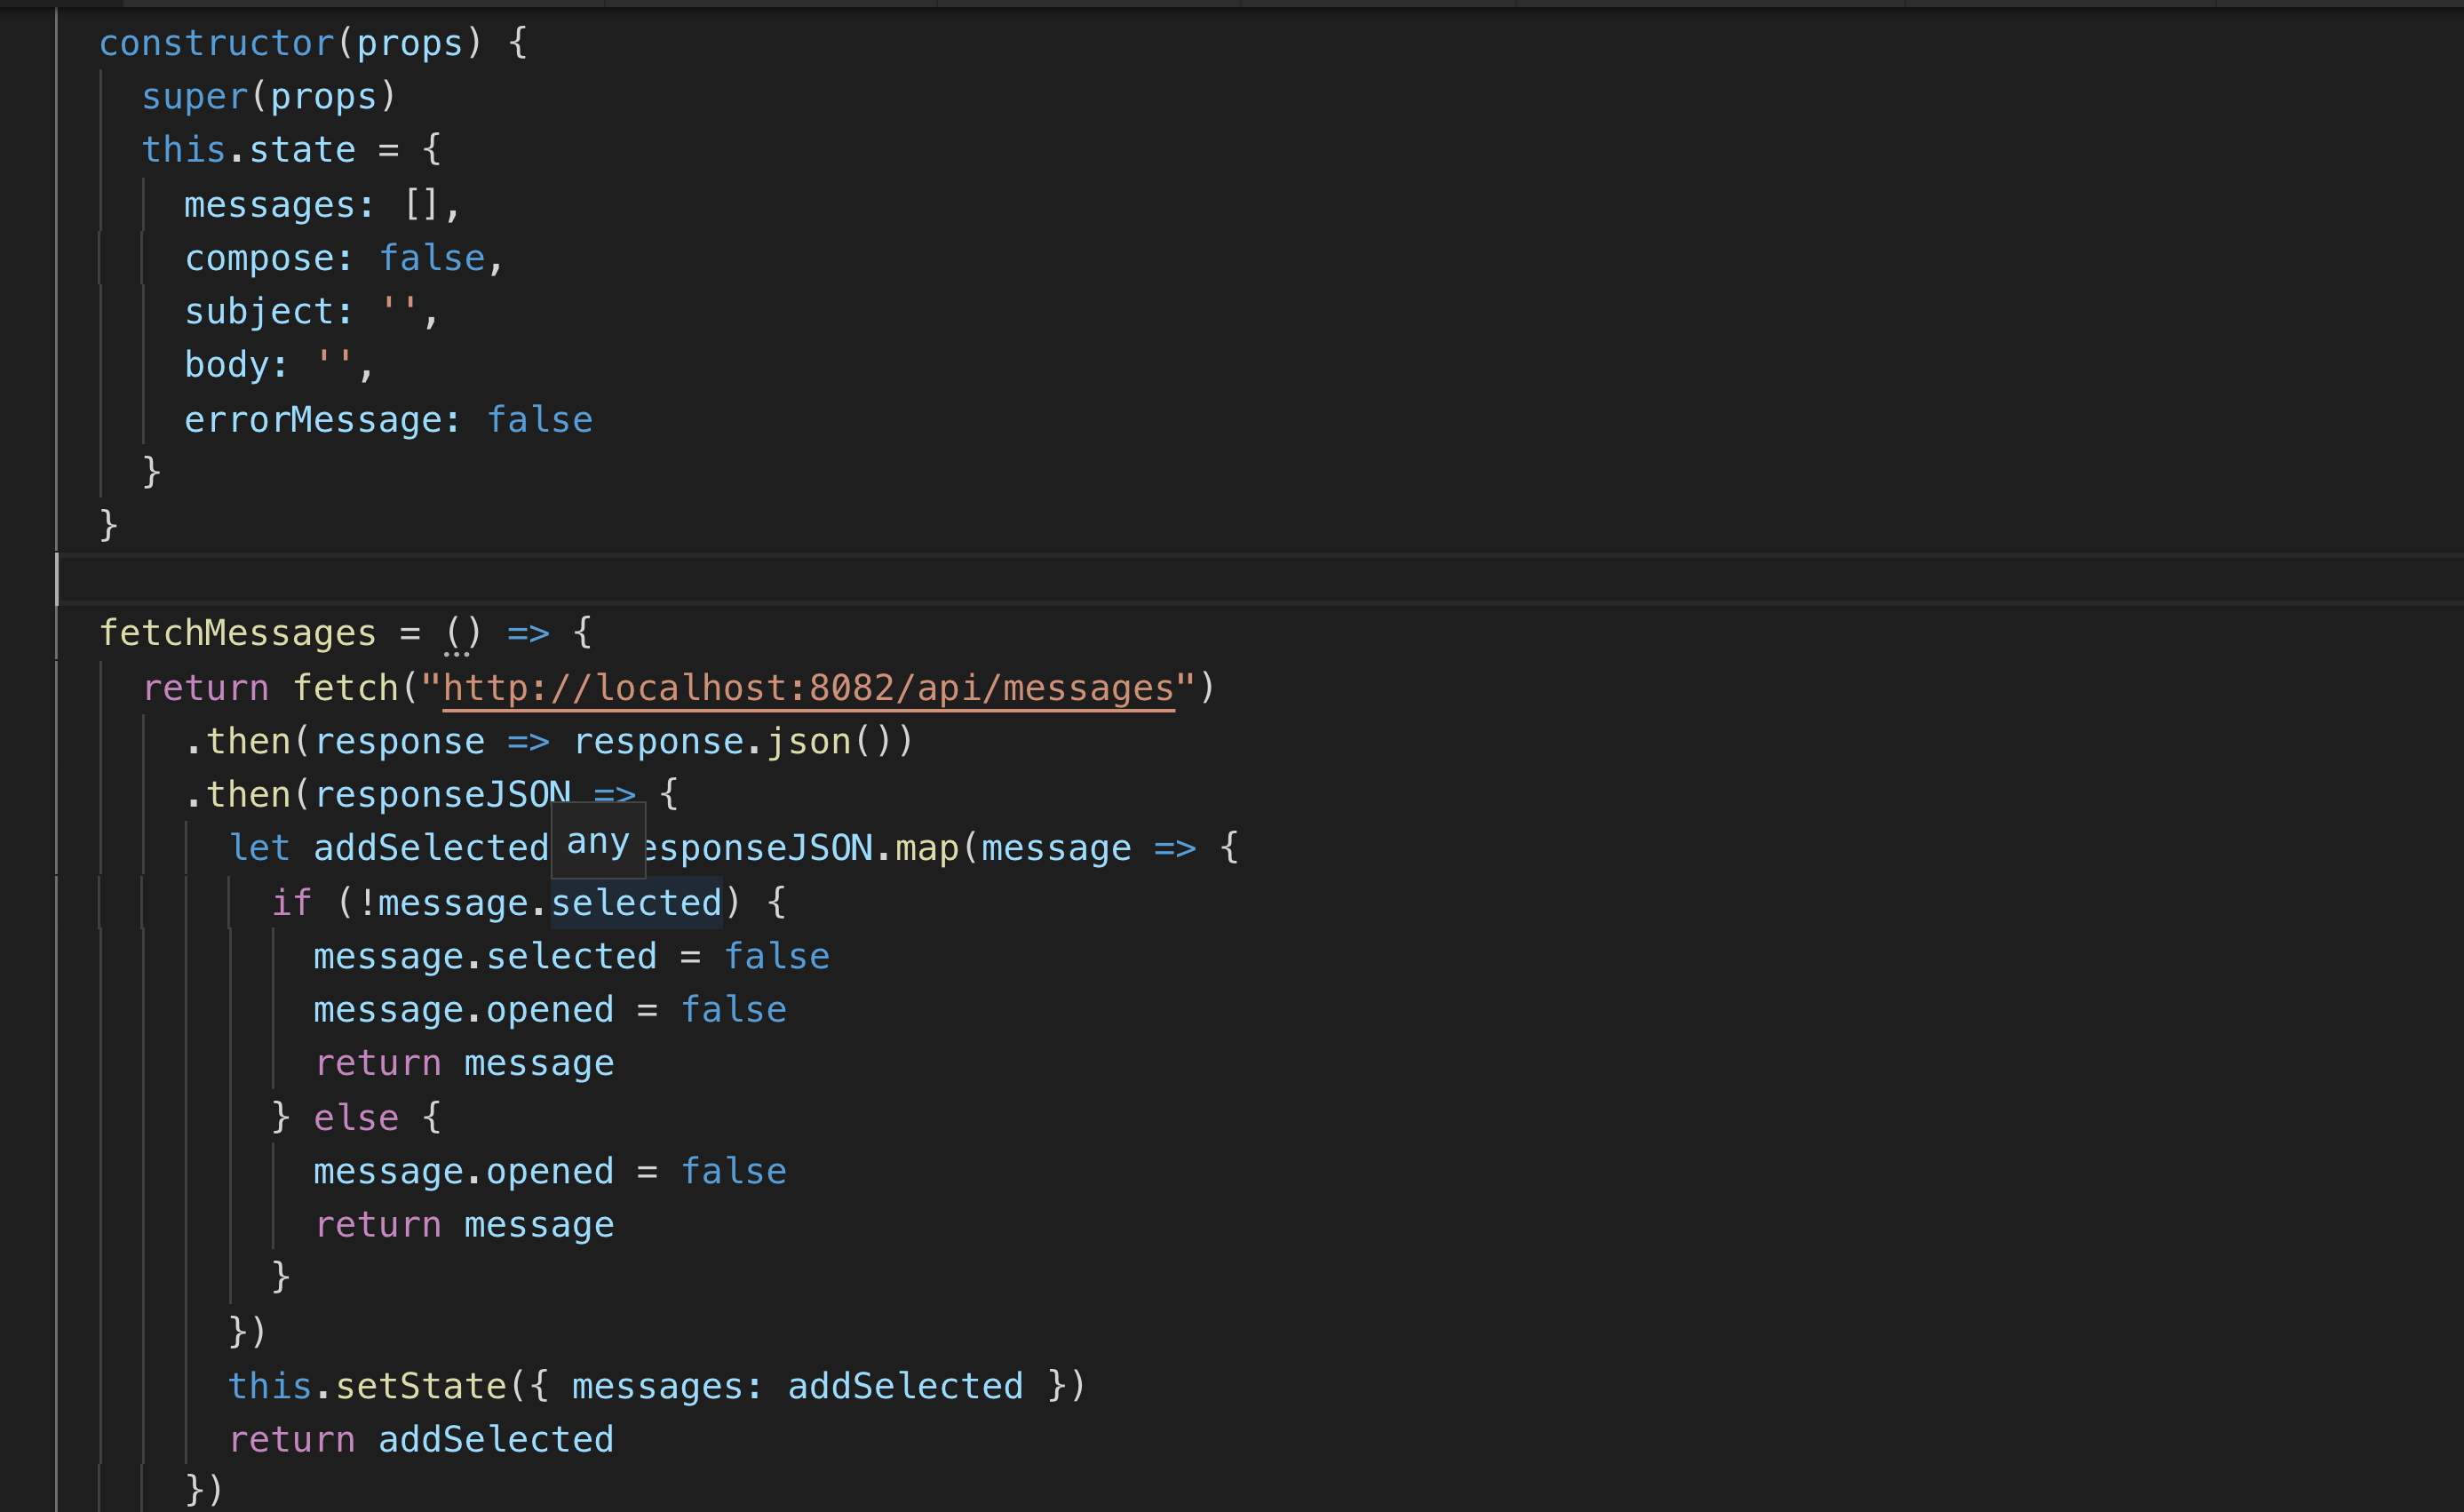 constructor(props) {
super(props)
this.state = {
messages: [],
compose: false,
subject: '',
body: '',
errorMessage: false
}
}
fetchMessages = () => {
return fetch("http://localhost:8082/api/messages")
.then(response => response.json())
.then(responseJSON => {
let addSelected any esponseJSON.map(message => {
if (!message.selected) {
message.selected = false
message.opened = false
return message
} else {
message.opened = false
return message
}
})
this.setState({ messages: addSelected })
return addSelected
})